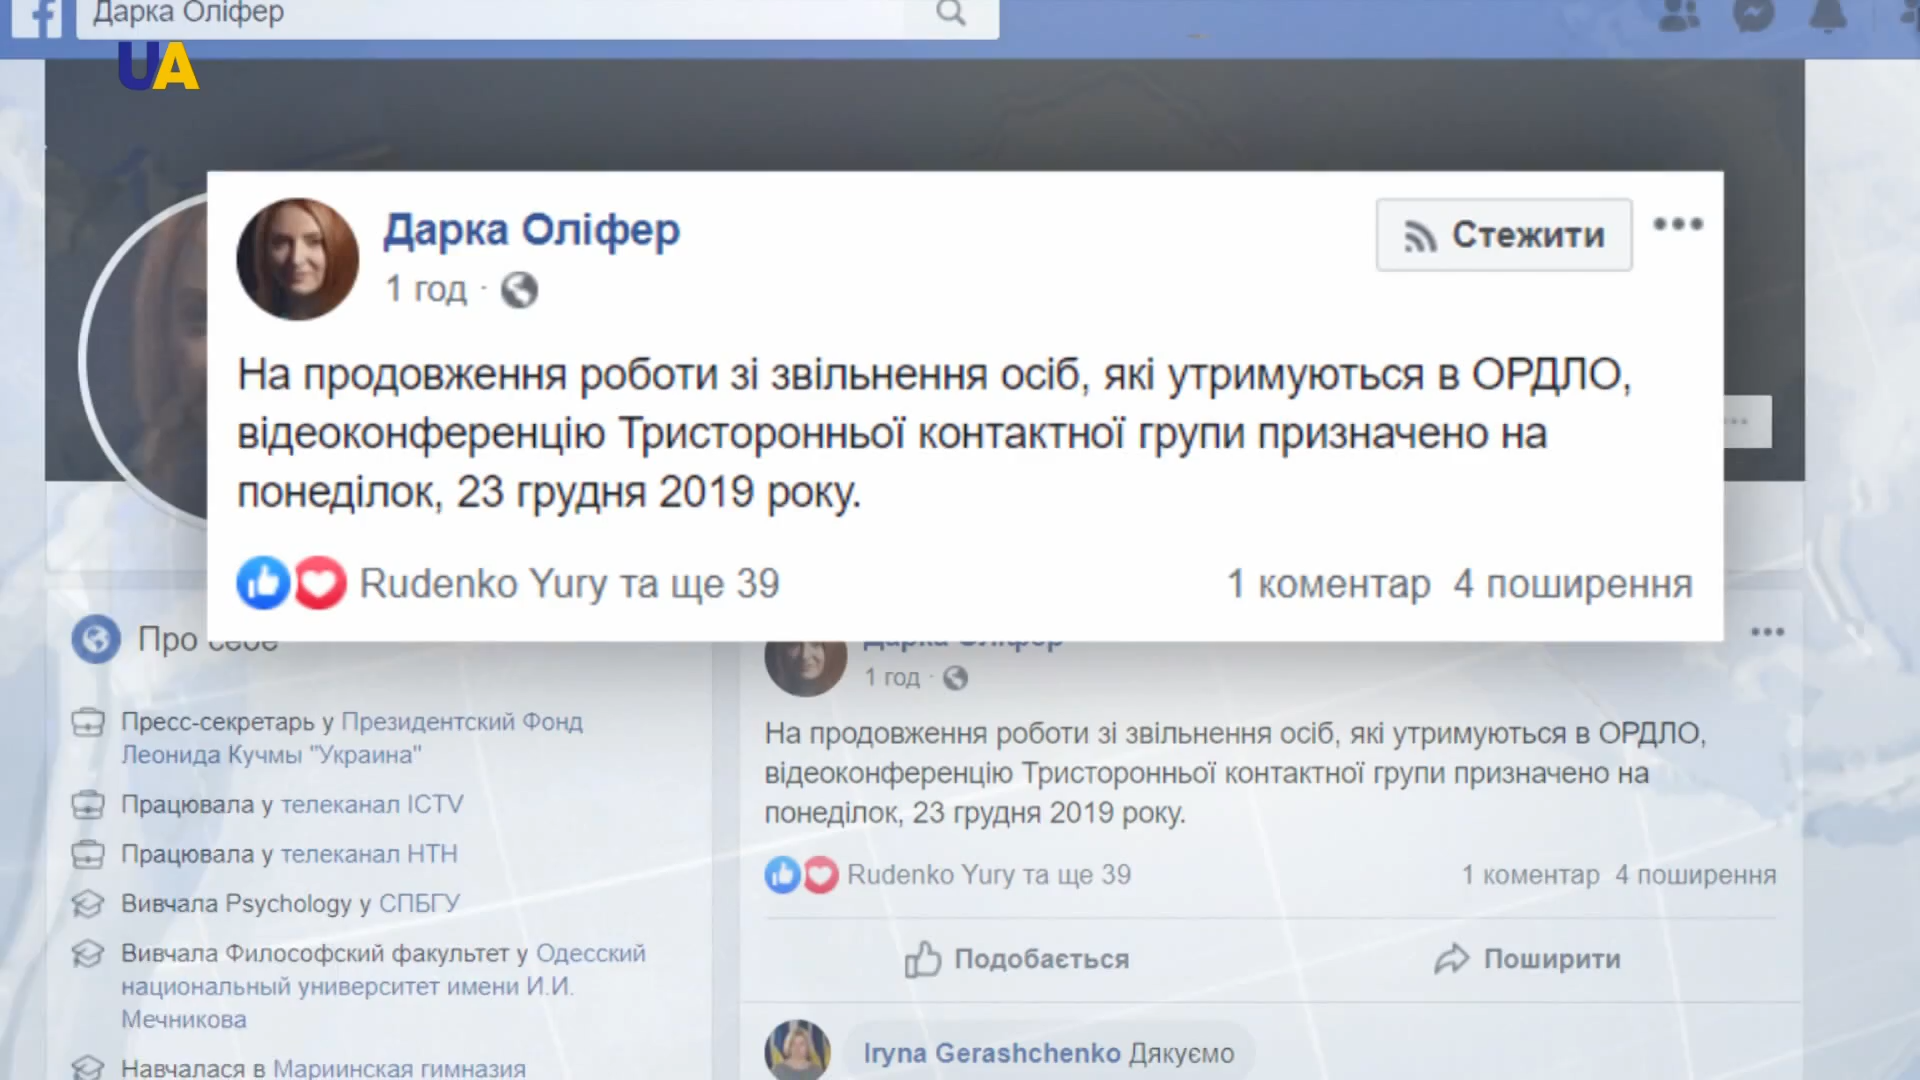 Дарка Оліфер
UA
Дарка Оліфер
Стежити
1 год ·
На продовження роботи зі звільнення осіб, які утримуються в ОРДЛО,
відеоконференцію Тристоронньої контактної групи призначено на
понеділок, 23 грудня 2019 року.
Rudenko Yury та ще 39
1 коментар 4 поширення
Про себе
Пресс-секретарь у Президентский Фонд
Леонида Кучмы "Украина"
Працювала у телеканал ICTV
Працювала у телеканал НТН
Вивчала Psychology у СПБГУ
Вивчала Философский факультет у Одесский
национальный университет имени И.И.
Мечникова
Навчалася в Мариинская гимназия
Дарка Оліфер
1 год ·
На продовження роботи зі звільнення осіб, які утримуються в ОРДЛО,
відеоконференцію Тристоронньої контактної групи призначено на
понеділок, 23 грудня 2019 року.
Rudenko Yury та ще 39
1 коментар 4 поширення
Подобається
Поширити
Iryna Gerashchenko Дякуємо